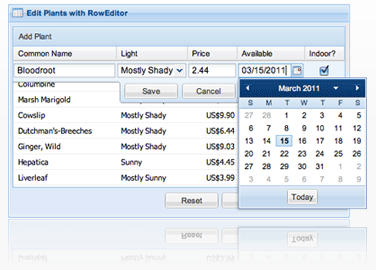 Edit Plants with RowEditor
Add Plant
Common Name Light Price Available Indoor?
Bloodroot Mostly Shady 2.44 03/15/2011
Columbine
Save Cancel
Marsh Marigold
Cowslip Mostly Shady US$9.90
Dutchman's-Breeches Mostly Shady US$6.44
Ginger, Wild Mostly Shady US$9.03
Hepatica Sunny US$4.45
Liverleaf Mostly Sunny US$3.99
Reset
March 2011
S M T W T F S
27 28 1 2 3 4 5
6 7 8 9 10 11 12
13 14 15 16 17 18 19
20 21 22 23 24 25 26
27 28 29 30 31 1 2
3 4 5 6 7 8 9
Today